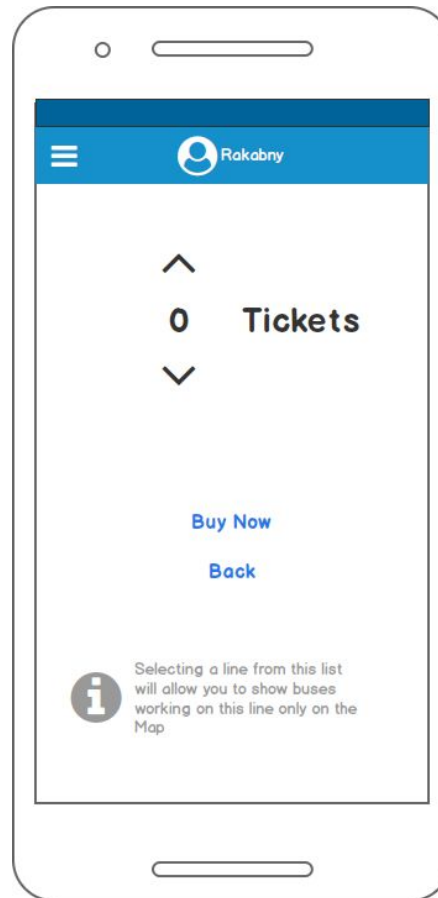 Rakabny
0 Tickets
Buy Now
Back
Selecting a line from this list
will allow you to show buses
working on this line only on the
Map